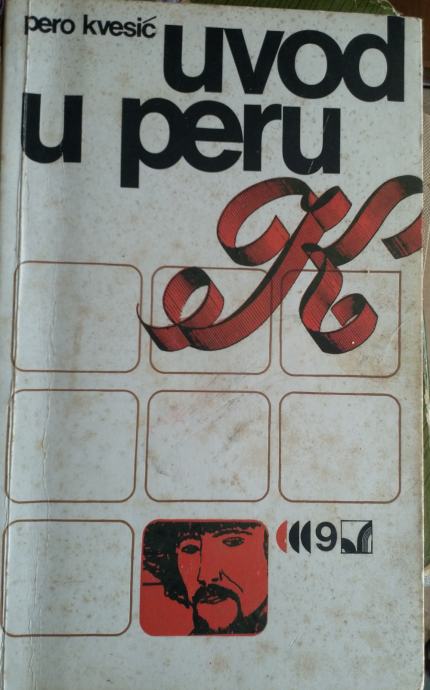 pero kvesić
uvod
u peru
K
9